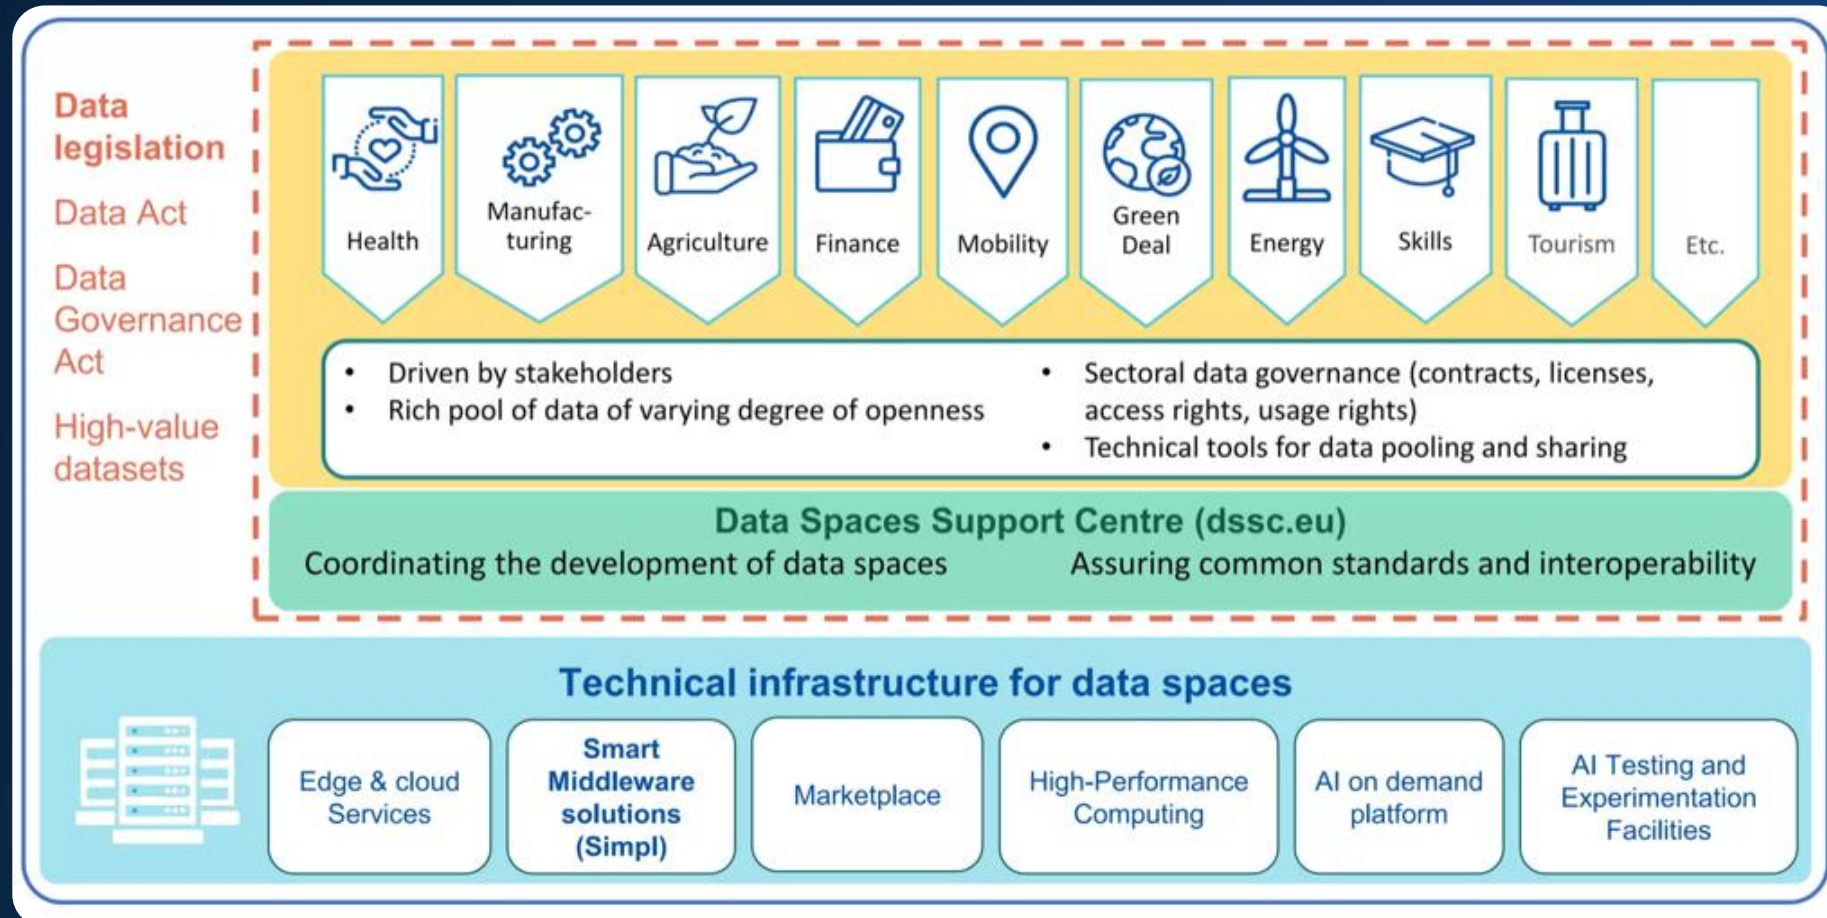 Data
legislation
Data Act
Data
Governance
Act
High-value
datasets
Health
Manufac-
turing
Agriculture
Finance
Mobility
Green
Deal
Energy
Skills
Tourism
Etc.
• Driven by stakeholders
• Rich pool of data of varying degree of openness
• Sectoral data governance (contracts, licenses,
access rights, usage rights)
• Technical tools for data pooling and sharing
Data Spaces Support Centre (dssc.eu)
Coordinating the development of data spaces
Assuring common standards and interoperability
Technical infrastructure for data spaces
Edge & cloud
Services
Smart
Middleware
solutions
(Simpl)
Marketplace
High-Performance
Computing
AI on demand
platform
AI Testing and
Experimentation
Facilities